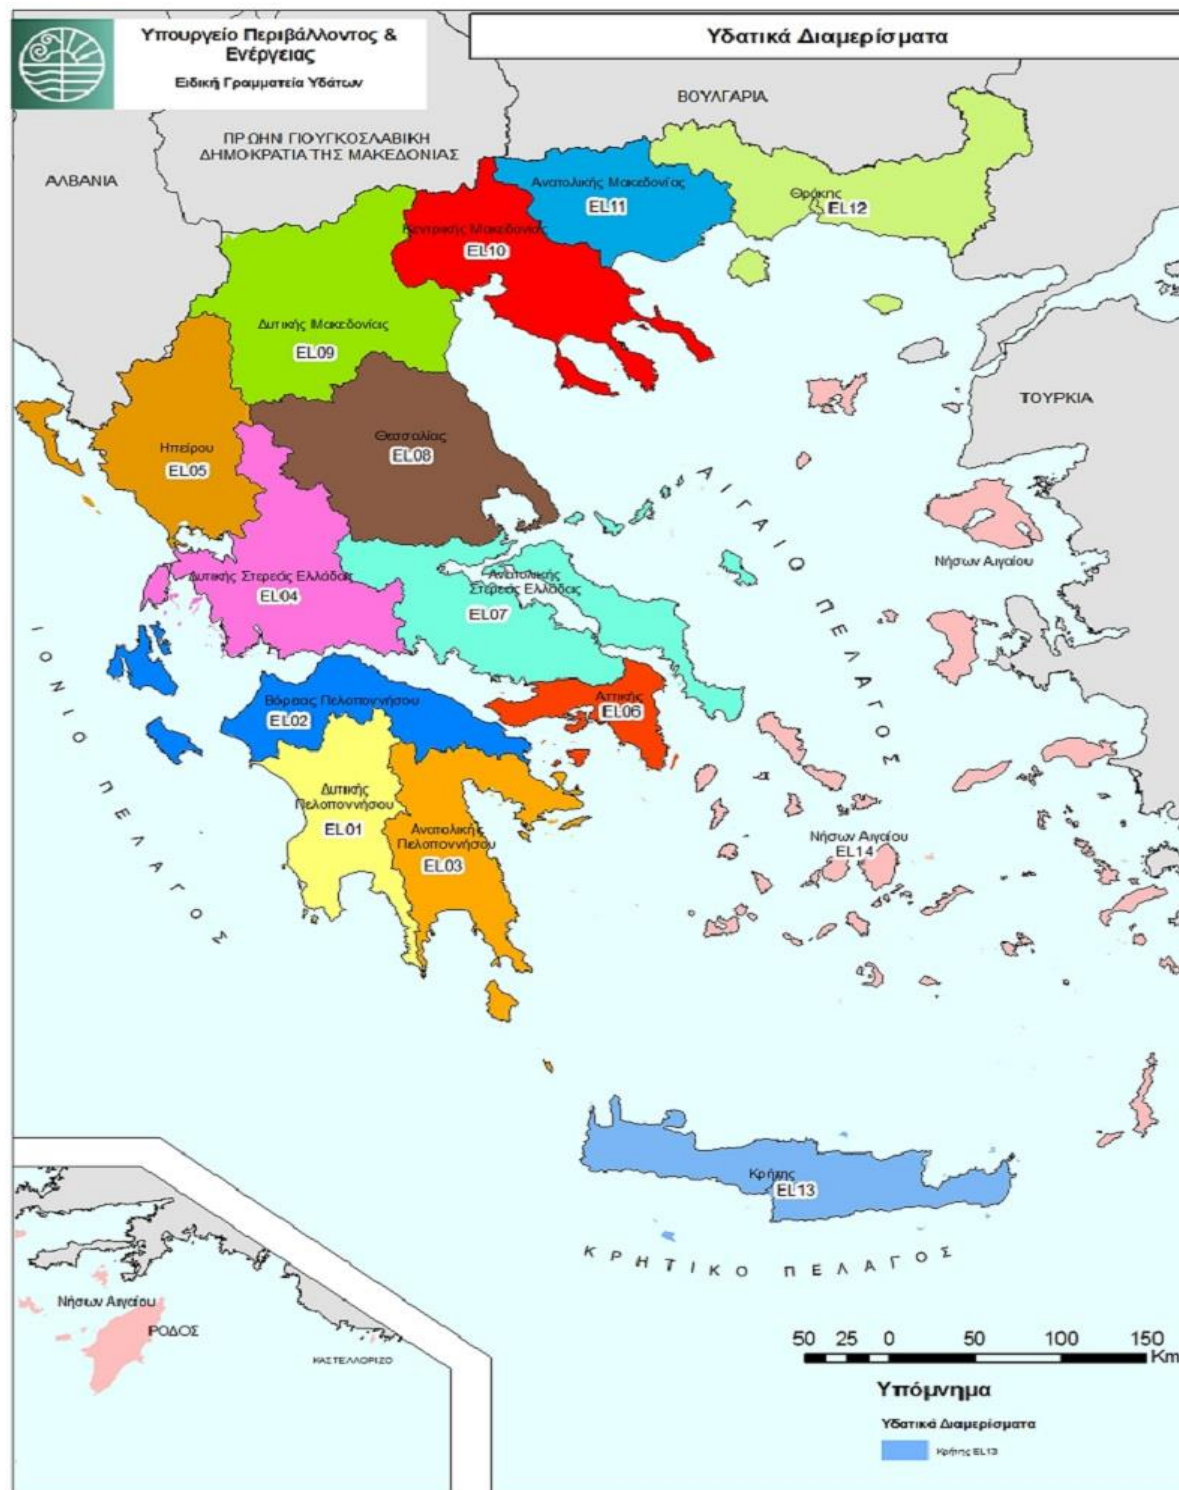 Υπουργείο Περιβάλλοντος &
Ενέργειας
Ειδική Γραμματεία Υδάτων
Υδατικά Διαμερίσματα
ΒΟΥΛΓΑΡΙΑ
ΠΡΩΗΝ ΓΙΟΥΓΚΟΣΛΑΒΙΚΗ
ΔΗΜΟΚΡΑΤΙΑ ΤΗΣ ΜΑΚΕΔΟΝΙΑΣ
ΑΛΒΑΝΙΑ
Ανατολικής Μακεδονίας
EL11
Θράκης
EL12
Κεντρικής Μακεδονίας
EL10
Δυτικής Μακεδονίας
EL09
ΤΟΥΡΚΙΑ
Ηπείρου
EL05
Θεσσαλίας
EL08
ΑΙΓΑΙΟ ΠΕΛΑΓΟΣ
Νήσων Αιγαίου
Δυτικής Στερεάς Ελλάδας
EL04
Ανατολικής
Στερεάς Ελλάδας
EL07
ΙΟΝΙΟ ΠΕΛΑΓΟΣ
Βόρειας Πελοποννήσου
EL02
Αττικής
EL06
Δυτικής
Πελοποννήσου
EL01
Ανατολικής
Πελοποννήσου
EL03
Νήσων Αιγαίου
EL14
Κρήτης
EL13
ΚΡΗΤΙΚΟ ΠΕΛΑΓΟΣ
Νήσων Αιγαίου
ΡΟΔΟΣ
ΚΑΣΤΕΛΛΟΡΙΖΟ
50 25 0 50 100 150
Km
Υπόμνημα
Υδατικά Διαμερίσματα
Κρήτης EL13